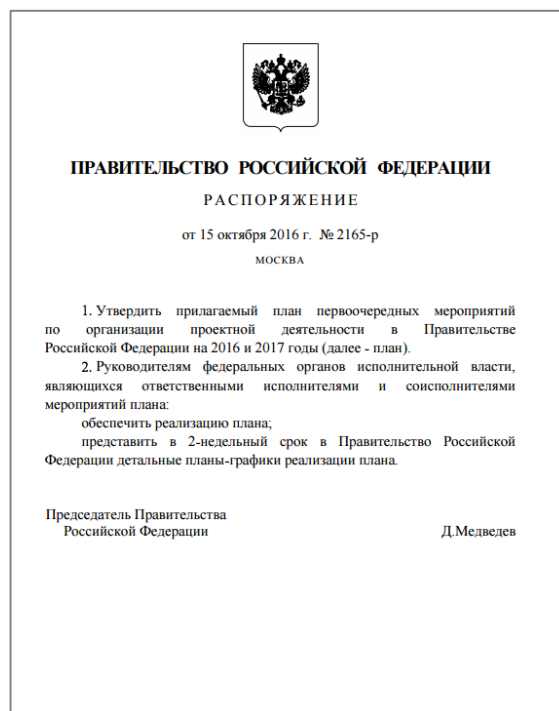 ПРАВИТЕЛЬСТВО РОССИЙСКОЙ ФЕДЕРАЦИИ
РАСПОРЯЖЕНИЕ
от 15 октября 2016 г. № 2165-р
МОСКВА
1. Утвердить прилагаемый план первоочередных мероприятий
по организации проектной деятельности в Правительстве
Российской Федерации на 2016 и 2017 годы (далее - план).
2. Руководителям федеральных органов исполнительной власти,
являющихся ответственными исполнителями и соисполнителями
мероприятий плана:
обеспечить реализацию плана;
представить в 2-недельный срок в Правительство Российской
Федерации детальные планы-графики реализации плана.
Председатель Правительства
Российской Федерации Д.Медведев